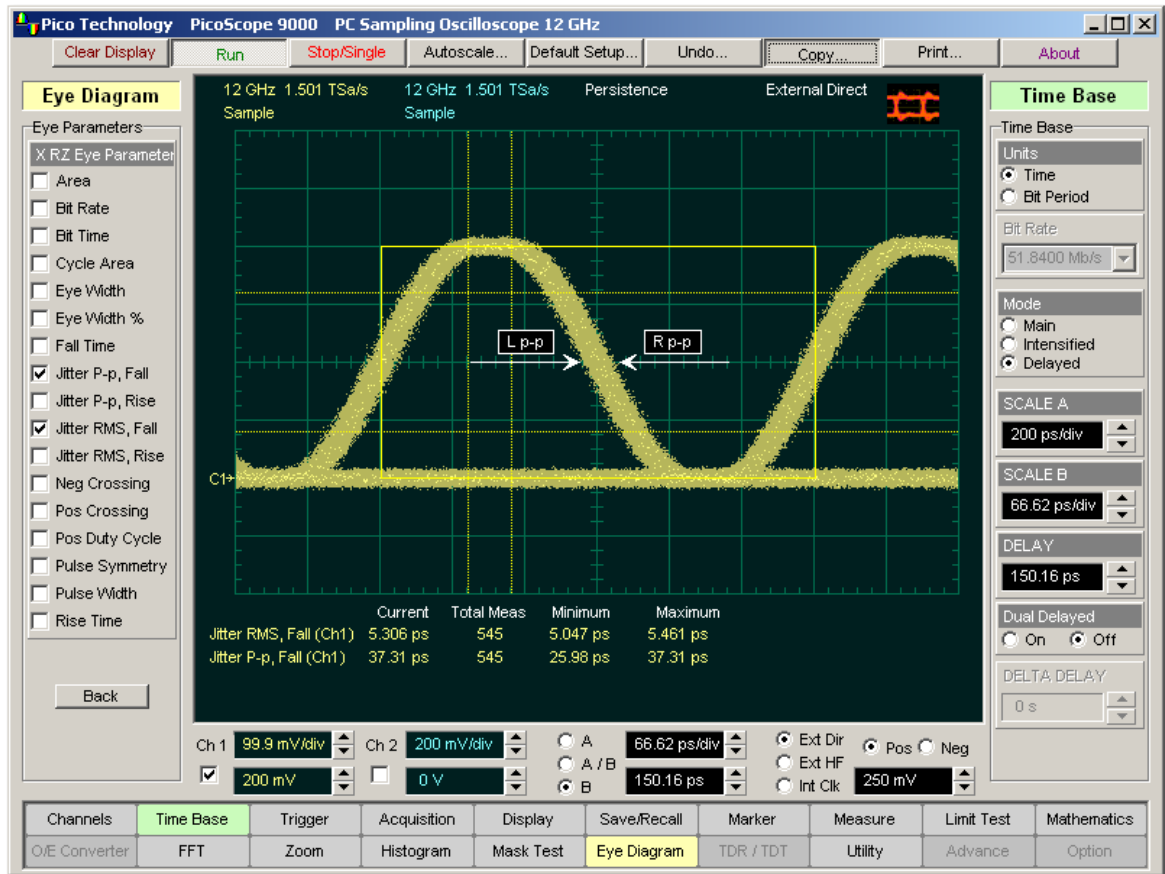 Pico Technology PicoScope 9000 PC Sampling Oscilloscope 12 GHz
Clear Display Run Stop/Single Autoscale... Default Setup... Undo... Copy... Print... About
Eye Diagram
Eye Parameters
X RZ Eye Parameter
Area
Bit Rate
Bit Time
Cycle Area
Eye Width
Eye Width %
Fall Time
Jitter P-p, Fall
Jitter P-p, Rise
Jitter RMS, Fall
Jitter RMS, Rise
Neg Crossing
Pos Crossing
Pos Duty Cycle
Pulse Symmetry
Pulse Width
Rise Time
Back
12 GHz 1.501 TSa/s 12 GHz 1.501 TSa/s Persistence External Direct
Sample Sample
L p-p R p-p
C1
Current Total Meas Minimum Maximum
Jitter RMS, Fall (Ch1) 5.306 ps 545 5.047 ps 5.461 ps
Jitter P-p, Fall (Ch1) 37.31 ps 545 25.98 ps 37.31 ps
Time Base
Time Base
Units
Time
Bit Period
Bit Rate
51.8400 Mb/s
Mode
Main
Intensified
Delayed
SCALE A
200 ps/div
SCALE B
66.62 ps/div
DELAY
150.16 ps
Dual Delayed
On Off
DELTA DELAY
0 s
Ch 1 99.9 mV/div Ch 2 200 mV/div A 66.62 ps/div Ext Dir Pos Neg
A / B Ext HF
200 mV 0 V B 150.16 ps Int Clk 250 mV
Channels Time Base Trigger Acquisition Display Save/Recall Marker Measure Limit Test Mathematics
O/E Converter FFT Zoom Histogram Mask Test Eye Diagram TDR / TDT Utility Advance Option